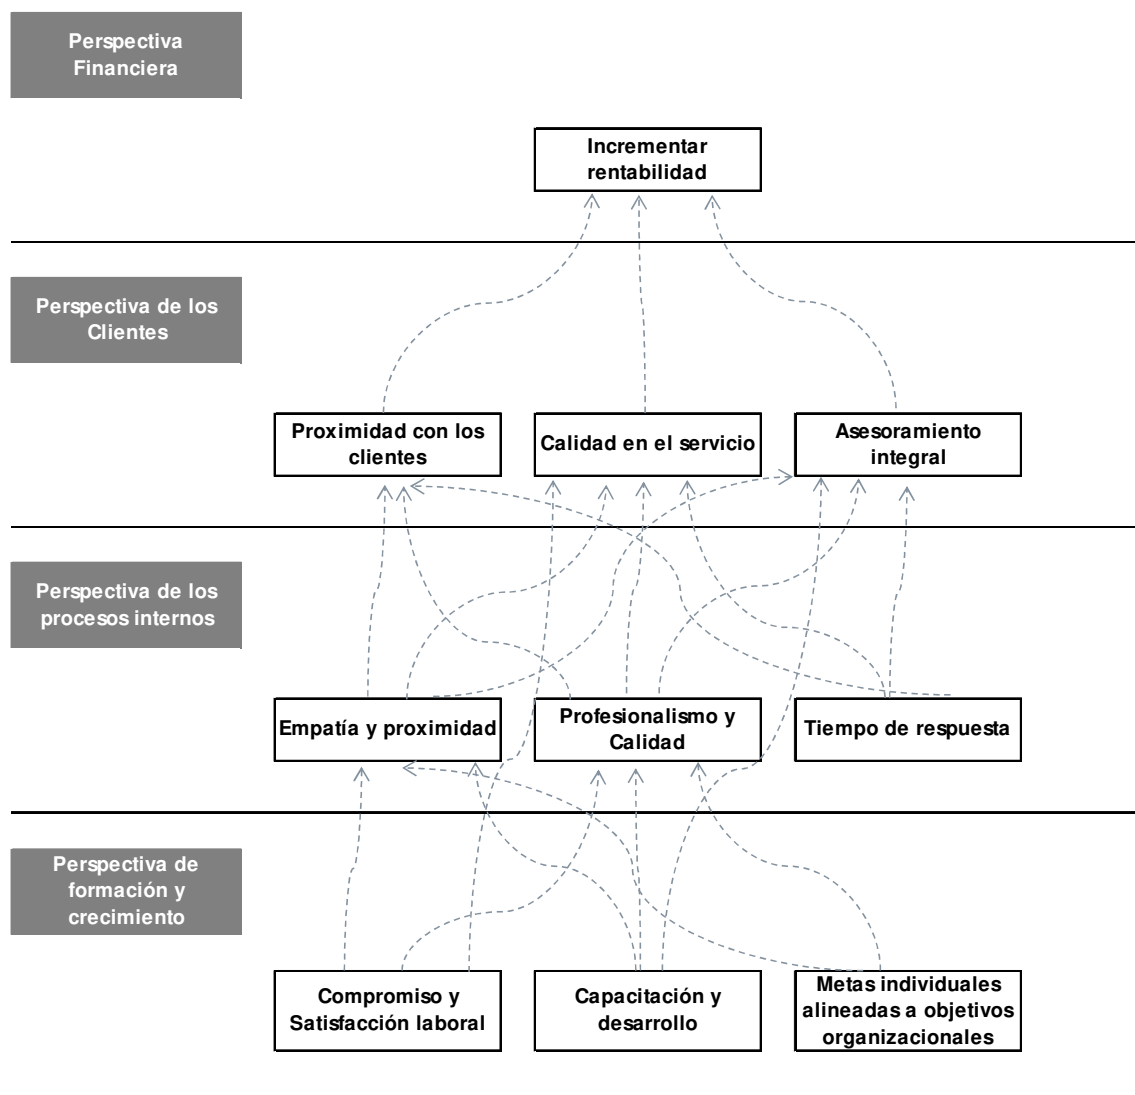 Perspectiva
Financiera
Incrementar
rentabilidad
Perspectiva de los
Clientes
Proximidad con los
clientes
Calidad en el servicio
Asesoramiento
integral
Perspectiva de los
procesos internos
Empatía y proximidad
Profesionalismo y
Calidad
Tiempo de respuesta
Perspectiva de
formación y
crecimiento
Compromiso y
Satisfacción laboral
Capacitación y
desarrollo
Metas individuales
alineadas a objetivos
organizacionales